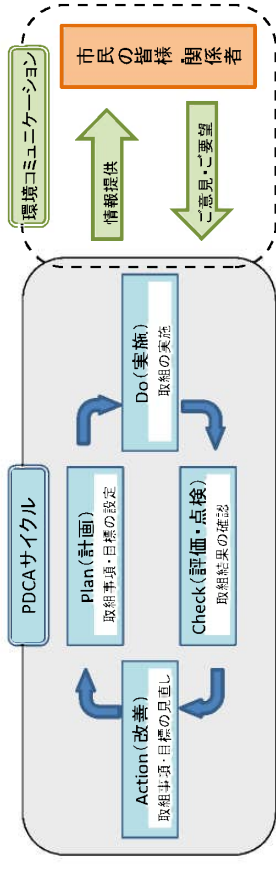 PDCAサイクル
Plan(計画)
取組事項・目標の設定
Do(実施)
取組の実施
Check(評価・点検)
取組結果の確認
Action(改善)
取組事項・目標の見直し
環境コミュニケーション
情報提供
ご意見・ご要望
市民の皆様・関係者